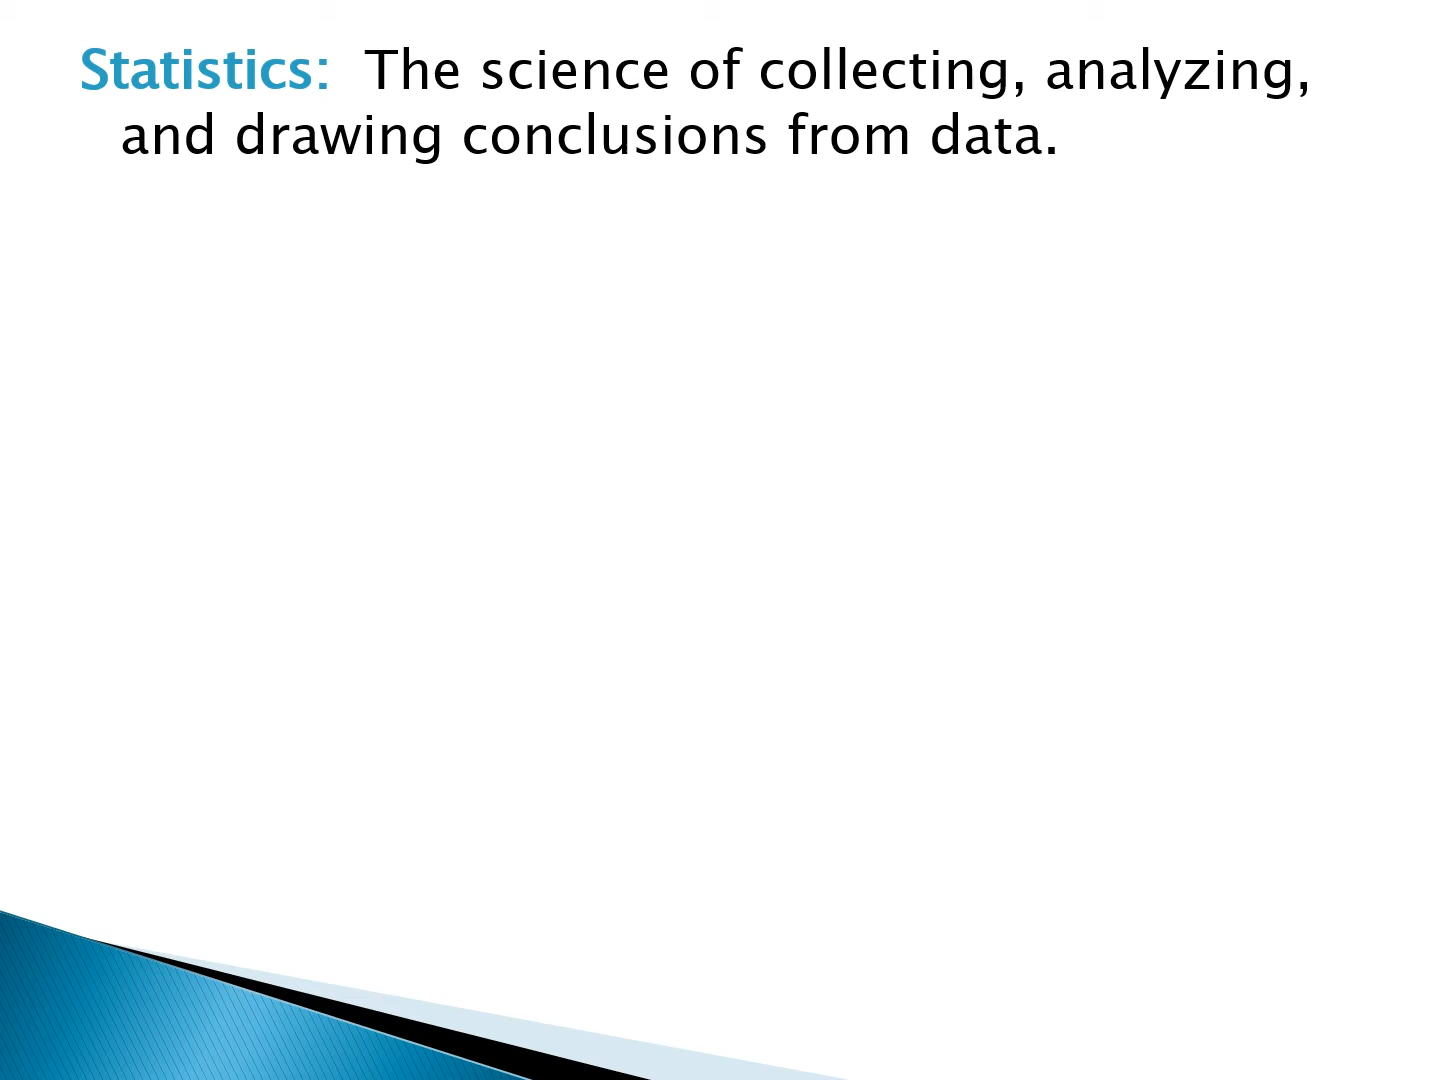 Statistics: The science of collecting, analyzing,
and drawing conclusions from data.